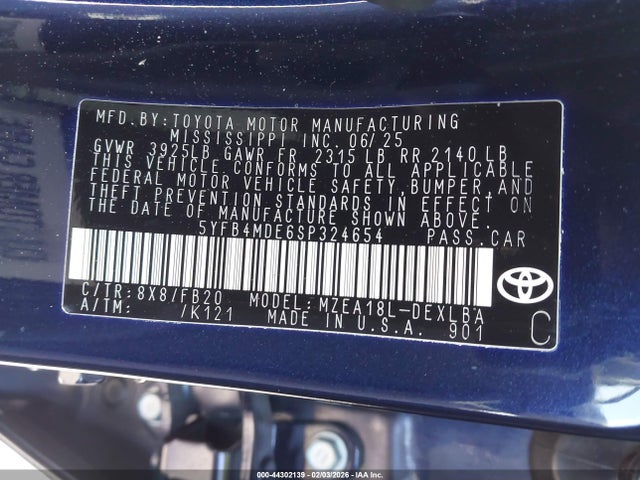 MFD. BY: TOYOTA MOTOR MANUFACTURING
MISSISSIPPI INC. 06/25
GVWR 3925LB GAWR FR. 2315 LB RR 2140 LB
THIS VEHICLE CONFORMS TO ALL APPLICABLE
FEDERAL MOTOR VEHICLE SAFETY, BUMPER, AND
THEFT PREVENTION STANDARDS IN EFFECT ON
THE DATE OF MANUFACTURE SHOWN ABOVE.
5YFB4MDE6SP324654 PASS. CAR
C/TR: 8X8/FB20 MODEL: MZEA18L-DEXLBA
A/TM: /K121 MADE IN U.S.A. 901
C
000-44302139 - 02/03/2026 - IAA Inc.